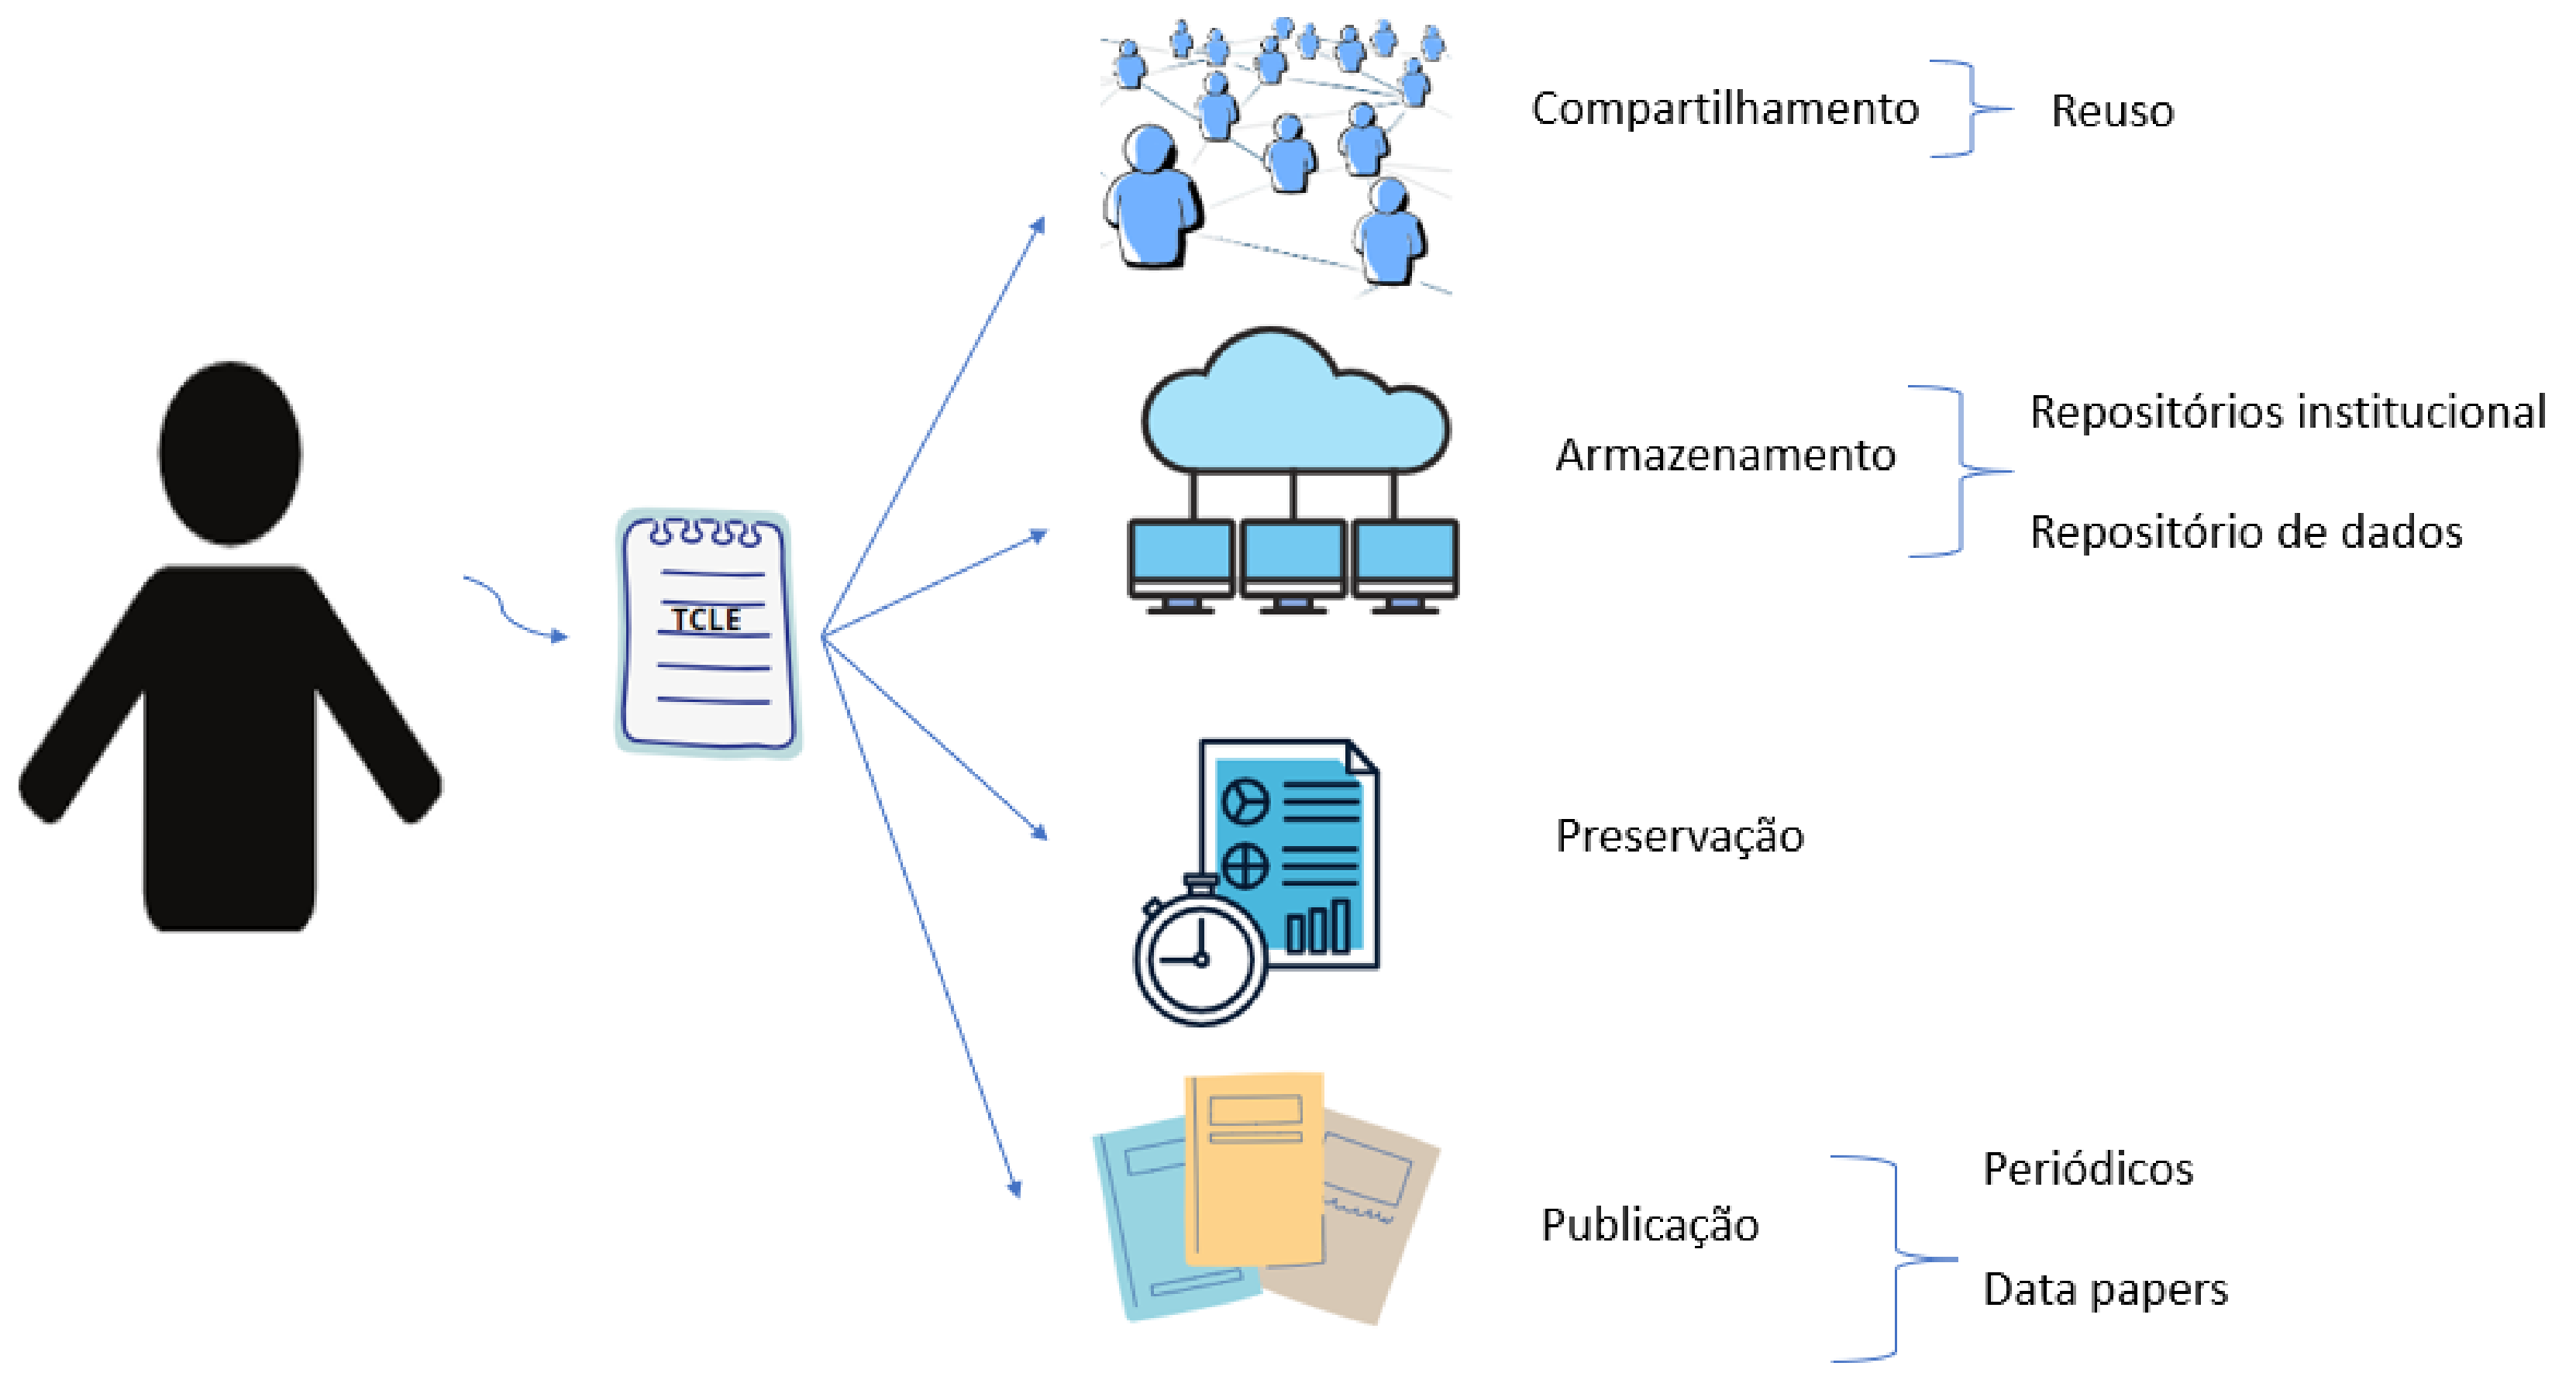 Compartilhamento
Reuso
Armazenamento
Repositórios institucional
Repositório de dados
TCLE
Preservação
Publicação
Periódicos
Data papers